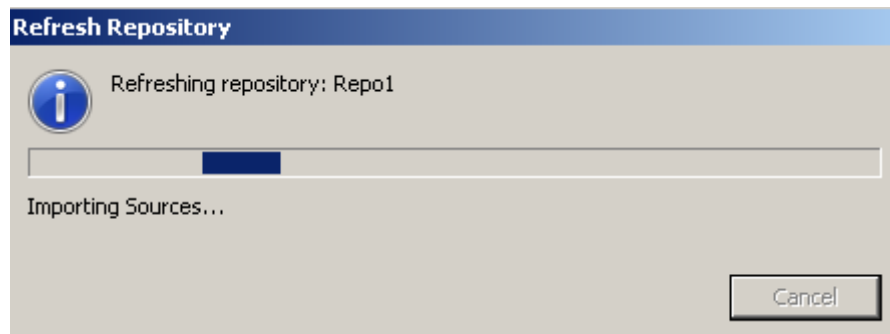 Refresh Repository
Refreshing repository: Repo1
Importing Sources...
Cancel